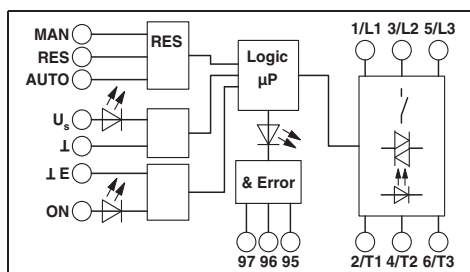 MAN
RES
AUTO
RES
Us
⊥
⊥ E
ON
Logic
µP
& Error
97 96 95
1/L1 3/L2 5/L3
2/T1 4/T2 6/T3